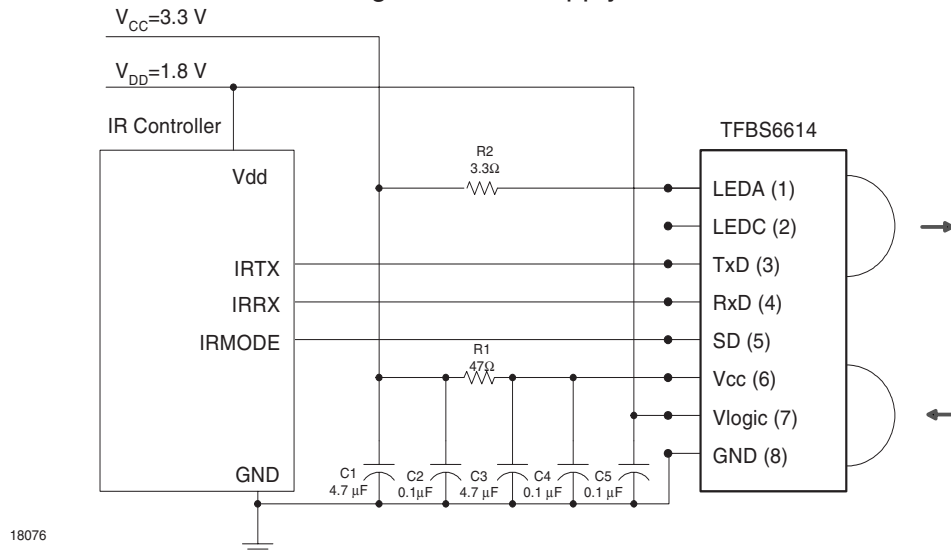 V_CC=3.3 V
V_DD=1.8 V
IR Controller
TFBS6614
R2
3.3Ω
Vdd
LEDA (1)
LEDC (2)
IRTX
TxD (3)
IRRX
RxD (4)
IRMODE
SD (5)
R1
47Ω
Vcc (6)
Vlogic (7)
GND (8)
GND
C1
4.7 µF
C2
0.1µF
C3
4.7 µF
C4
0.1 µF
C5
0.1 µF
18076